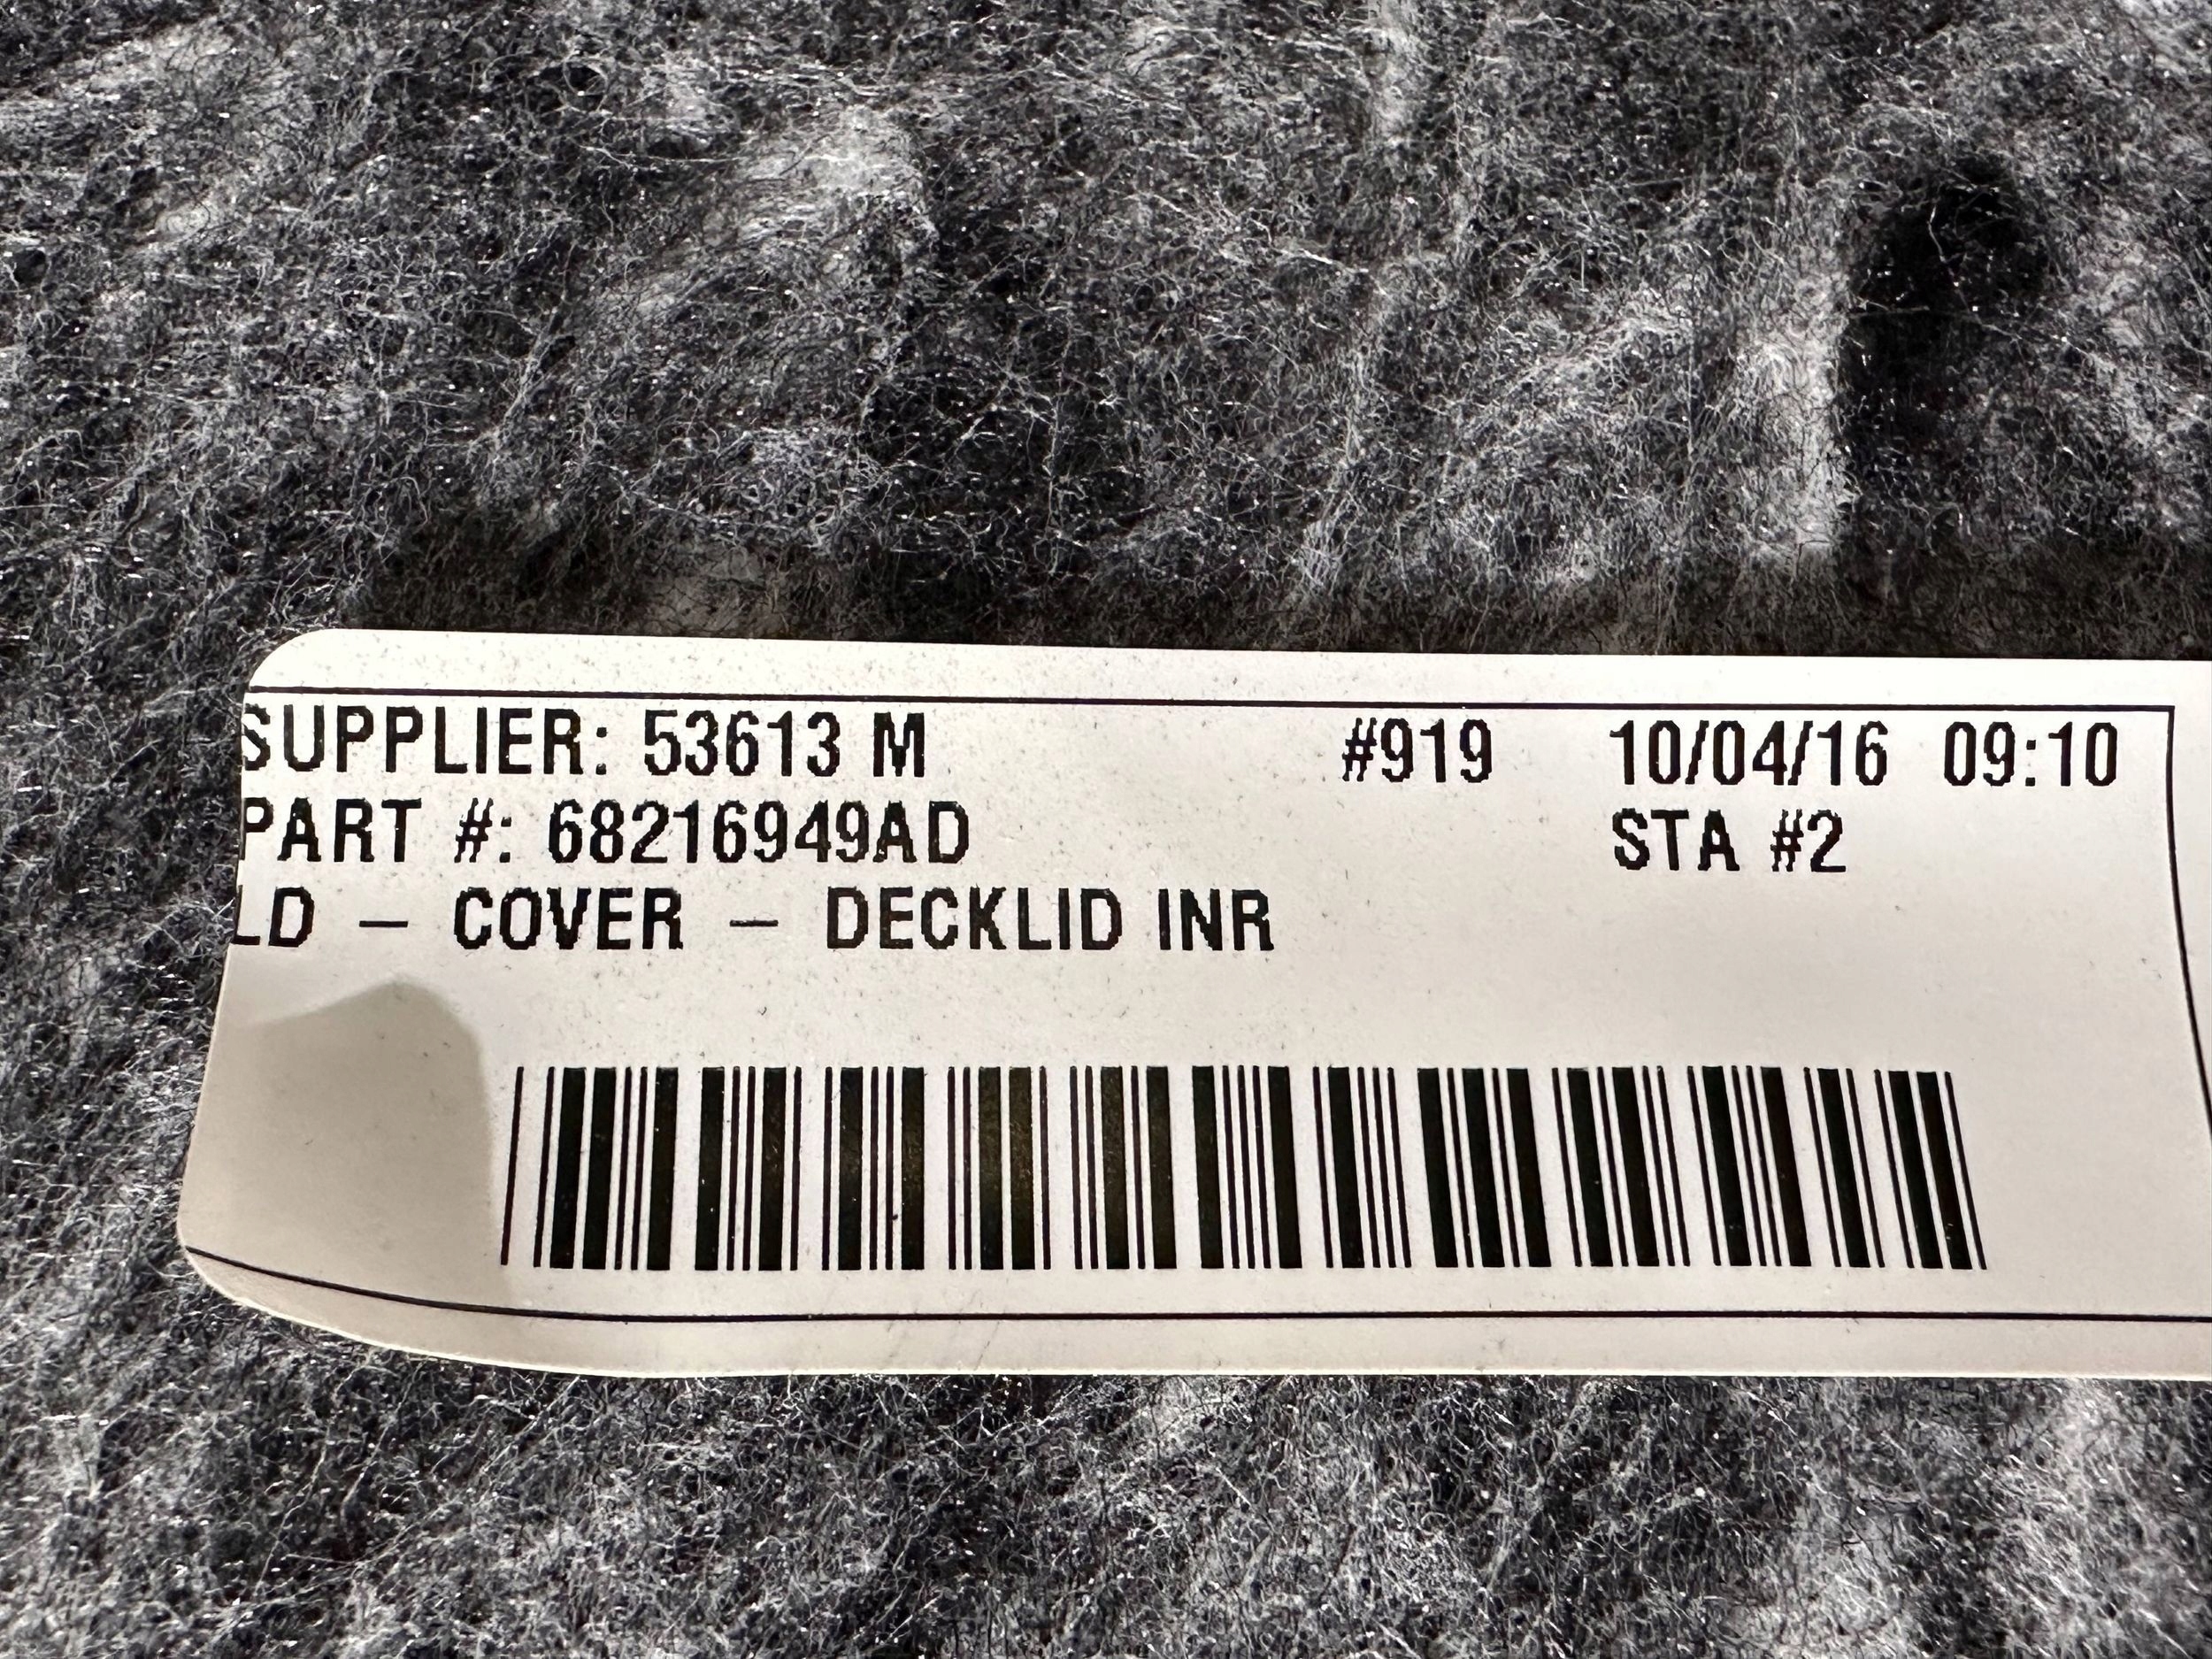 SUPPLIER: 53613 M #919 10/04/16 09:10
PART #: 68216949AD STA #2
LD – COVER – DECKLID INR